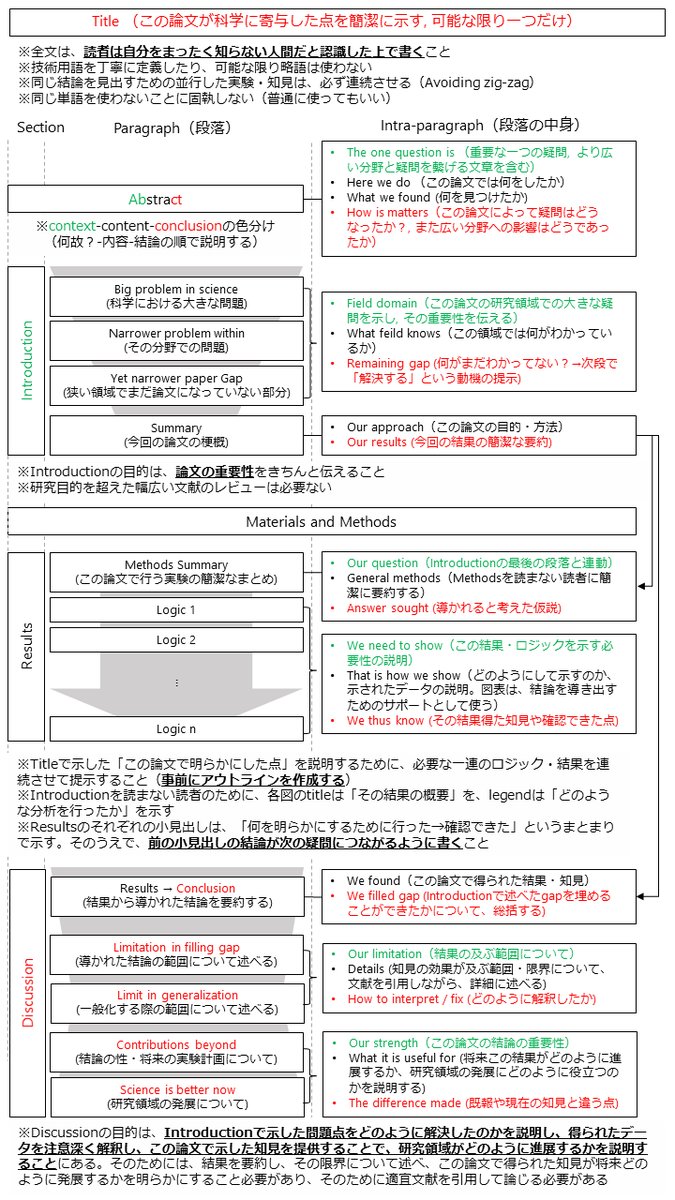 Title （この論文が科学に寄与した点を簡潔に示す, 可能な限り一つだけ）
※全文は、読者は自分をまったく知らない人間だと認識した上で書くこと
※技術用語を丁寧に定義したり、可能な限り略語は使わない
※同じ結論を見出すための並行した実験・知見は、必ず連続させる（Avoiding zig-zag）
※同じ単語を使わないことに固執しない（普通に使ってもいい）
Section
Paragraph（段落）
Intra-paragraph（段落の中身）
Abstract
※context-content-conclusionの色分け
（何故？-内容-結論の順で説明する）
• The one question is （重要な一つの疑問, より広
い分野と疑問を繋げる文章を含む）
• Here we do （この論文では何をしたか）
• What we found (何を見つけたか)
• How is matters（この論文によって疑問はどう
なったか？, また広い分野への影響はどうであっ
たか）
Introduction
Big problem in science
(科学における大きな問題)
Narrower problem within
(その分野での問題)
Yet narrower paper Gap
(狭い領域でまだ論文になっていない部分)
Summary
(今回の論文の梗概)
• Field domain（この論文の研究領域での大きな疑
問を示し, その重要性を伝える）
• What feild knows（この領域では何がわかってい
るか）
• Remaining gap (何がまだわかってない？→次段で
「解決する」という動機の提示)
• Our approach（この論文の目的・方法）
• Our results (今回の結果の簡潔な要約)
※Introductionの目的は、論文の重要性をきちんと伝えること
※研究目的を超えた幅広い文献のレビューは必要ない
Materials and Methods
Results
Methods Summary
(この論文で行う実験の簡潔なまとめ)
Logic 1
Logic 2
…
Logic n
• Our question（Introductionの最後の段落と連動）
• General methods（Methodsを読まない読者に簡
潔に要約する）
• Answer sought (導かれると考えた仮説)
• We need to show（この結果・ロジックを示す必
要性の説明）
• That is how we show（どのようにして示すのか、
示されたデータの説明。図表は、結論を導き出す
ためのサポートとして使う）
• We thus know (その結果得た知見や確認できた点)
※Titleで示した「この論文で明らかにした点」を説明するために、必要な一連のロジック・結果を連
続させて提示すること（事前にアウトラインを作成する）
※Introductionを読まない読者のために、各図のtitleは「その結果の概要」を、legendは「どのよう
な分析を行ったか」を示す
※Resultsのそれぞれの小見出しは、「何を明らかにするために行った→確認できた」というまとまり
で示す。そのうえで、前の小見出しの結論が次の疑問につながるように書くこと
Discussion
Results → Conclusion
(結果から導かれた結論を要約する)
Limitation in filling gap
(導かれた結論の範囲について述べる)
Limit in generalization
(一般化する際の範囲について述べる)
Contributions beyond
(結論の性・将来の実験計画について)
Science is better now
(研究領域の発展について)
• We found（この論文で得られた結果・知見）
• We filled gap (Introductionで述べたgapを埋める
ことができたかについて、総括する)
• Our limitation（結果の及ぶ範囲について）
• Details (知見の効果が及ぶ範囲・限界について、
文献を引用しながら、詳細に述べる)
• How to interpret / fix (どのように解釈したか)
• Our strength（この論文の結論の重要性）
• What it is useful for (将来この結果がどのように進
展するか、研究領域の発展にどのように役立つのか
を説明する)
• The difference made (既報や現在の知見と違う点)
※Discussionの目的は、Introductionで示した問題点をどのように解決したのかを説明し、得られたデー
タを注意深く解釈し、この論文で示した知見を提供することで、研究領域がどのように進展するかを説明
することにある。そのためには、結果を要約し、その限界について述べ、この論文で得られた知見が将来どの
ように発展するかを明らかにすること必要があり、そのために適宜文献を引用して論じる必要がある